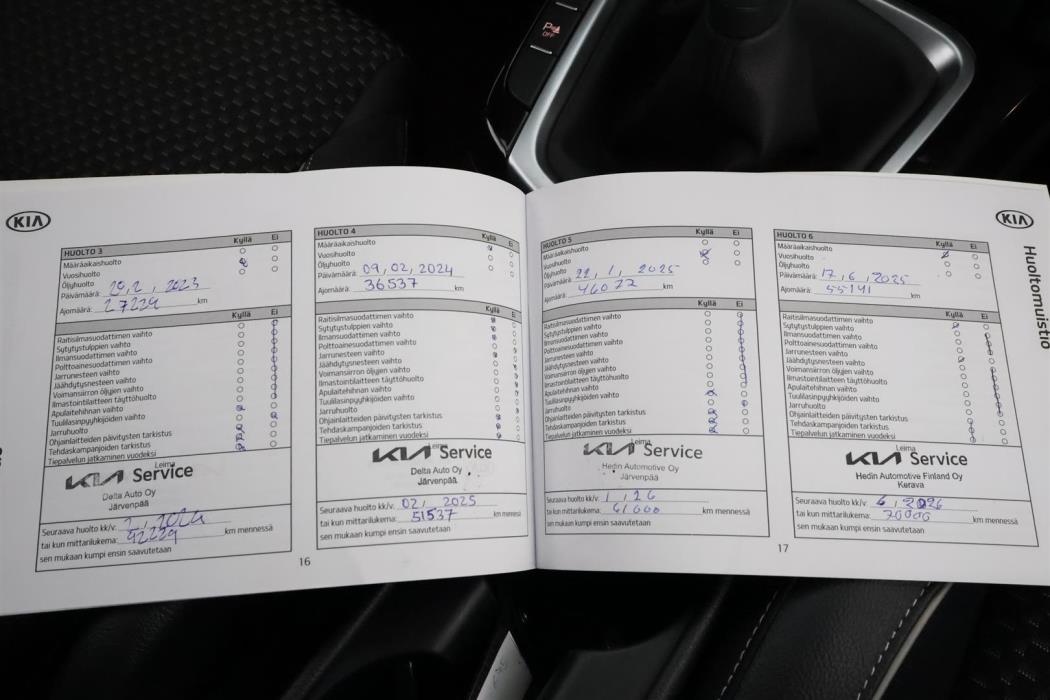 P OFF
KIA
HUOLTO 3
Kyllä Ei
Määräaikaishuolto
Vuosihuolto
Öljyhuolto
Päivämäärä: 20,2, 2023
Ajomäärä: 27229 km
Kyllä Ei
Raitisilmasuodattimen vaihto
Sytytystulppien vaihto
Ilmansuodattimen vaihto
Polttoainesuodattimen vaihto
Jarrunesteen vaihto
Jäähdytysnesteen vaihto
Voimansiirron öljyjen vaihto
Ilmastointilaitteen täyttöhuolto
Apulaitehihnan vaihto
Tuulilasinpyyhkijöiden vaihto
Jarruhuolto
Ohjainlaitteiden päivitysten tarkistus
Tehdaskampanjoiden tarkistus
Tiepalvelun jatkaminen vuodeksi
Leima
KIA Service
Delta Auto Oy
Järvenpää
Seuraava huolto kk/v: 2, 2024
tai kun mittarilukema: 42229 km mennessä
sen mukaan kumpi ensin saavutetaan
HUOLTO 4
Kyllä Ei
Määräaikaishuolto
Vuosihuolto
Öljyhuolto
Päivämäärä: 09,02,2024
Ajomäärä: 36537 km
Kyllä Ei
Raitisilmasuodattimen vaihto
Sytytystulppien vaihto
Ilmansuodattimen vaihto
Polttoainesuodattimen vaihto
Jarrunesteen vaihto
Jäähdytysnesteen vaihto
Voimansiirron öljyjen vaihto
Ilmastointilaitteen täyttöhuolto
Apulaitehihnan vaihto
Tuulilasinpyyhkijöiden vaihto
Jarruhuolto
Ohjainlaitteiden päivitysten tarkistus
Tehdaskampanjoiden tarkistus
Tiepalvelun jatkaminen vuodeksi
Leima
KIA Service
Delta Auto Oy
Järvenpää
Seuraava huolto kk/v: 02, 2025
tai kun mittarilukema: 51537 km mennessä
sen mukaan kumpi ensin saavutetaan
16
HUOLTO 5
Kyllä Ei
Määräaikaishuolto
Vuosihuolto
Öljyhuolto
Päivämäärä: 22, 1, 2025
Ajomäärä: 46072 km
Kyllä Ei
Raitisilmasuodattimen vaihto
Sytytystulppien vaihto
Ilmansuodattimen vaihto
Polttoainesuodattimen vaihto
Jarrunesteen vaihto
Jäähdytysnesteen vaihto
Voimansiirron öljyjen vaihto
Ilmastointilaitteen täyttöhuolto
Apulaitehihnan vaihto
Tuulilasinpyyhkijöiden vaihto
Jarruhuolto
Ohjainlaitteiden päivitysten tarkistus
Tehdaskampanjoiden tarkistus
Tiepalvelun jatkaminen vuodeksi
Leima
KIA Service
Hedin Automotive Oy
Järvenpää
Seuraava huolto kk/v: 1, 26
tai kun mittarilukema: 61000 km mennessä
sen mukaan kumpi ensin saavutetaan
KIA
HUOLTO 6
Kyllä Ei
Määräaikaishuolto
Vuosihuolto
Öljyhuolto
Päivämäärä: 17,6,2025
Ajomäärä: 55141 km
Kyllä Ei
Raitisilmasuodattimen vaihto
Sytytystulppien vaihto
Ilmansuodattimen vaihto
Polttoainesuodattimen vaihto
Jarrunesteen vaihto
Jäähdytysnesteen vaihto
Voimansiirron öljyjen vaihto
Ilmastointilaitteen täyttöhuolto
Apulaitehihnan vaihto
Tuulilasinpyyhkijöiden vaihto
Jarruhuolto
Ohjainlaitteiden päivitysten tarkistus
Tehdaskampanjoiden tarkistus
Tiepalvelun jatkaminen vuodeksi
Leima
KIA Service
Hedin Automotive Finland Oy
Kerava
Seuraava huolto kk/v: 6, 2026
tai kun mittarilukema: 70000 km mennessä
sen mukaan kumpi ensin saavutetaan
17
Huoltomuistio